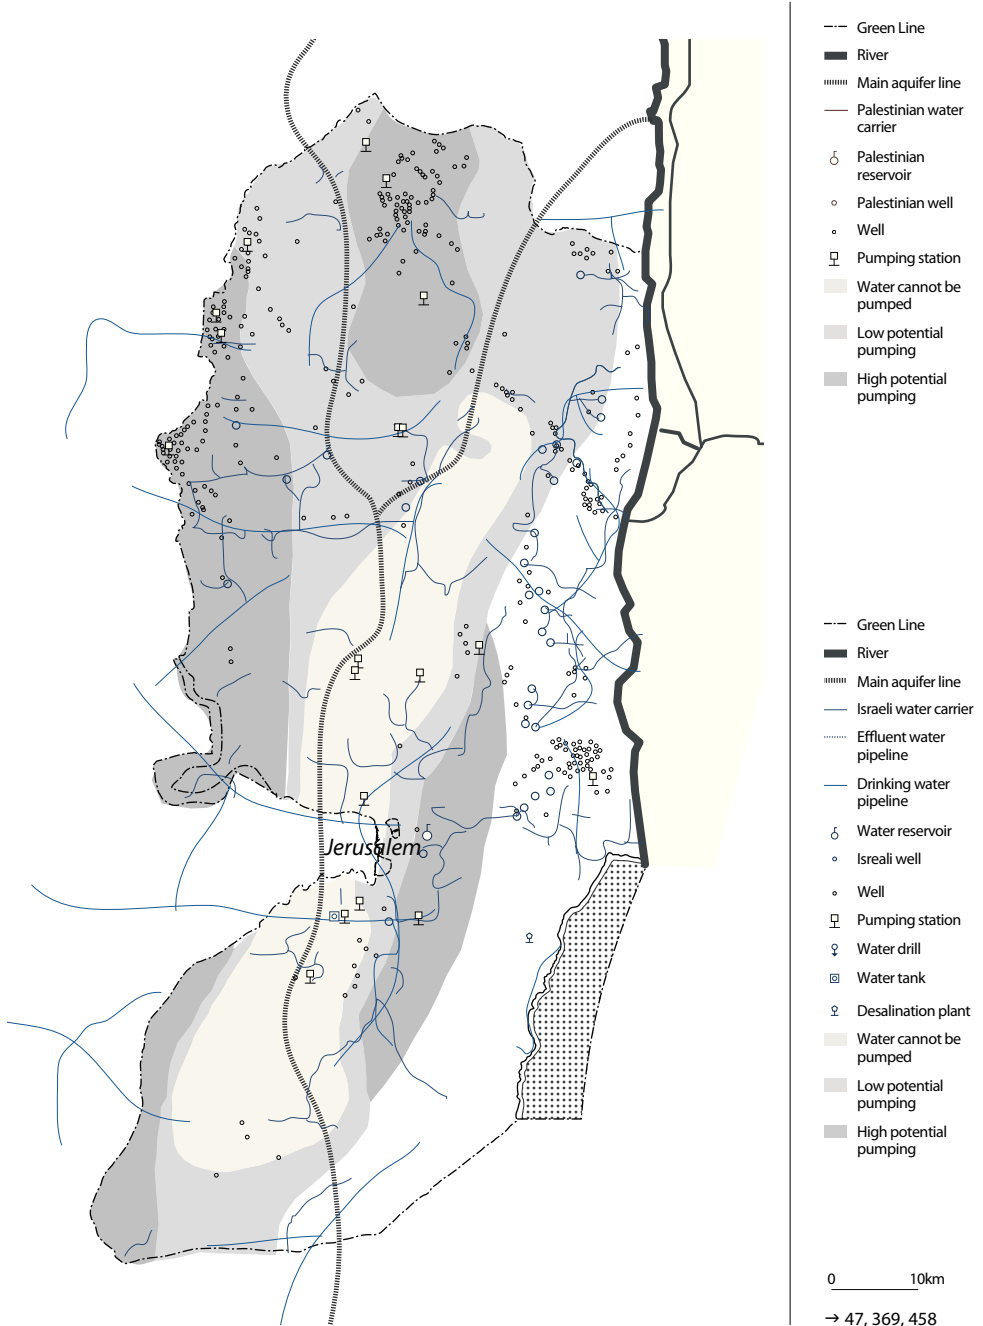 Green Line
River
Main aquifer line
Palestinian water
carrier
Palestinian
reservoir
Palestinian well
Well
Pumping station
Water cannot be
pumped
Low potential
pumping
High potential
pumping
Jerusalem
Green Line
River
Main aquifer line
Israeli water carrier
Effluent water
pipeline
Drinking water
pipeline
Water reservoir
Isreali well
Well
Pumping station
Water drill
Water tank
Desalination plant
Water cannot be
pumped
Low potential
pumping
High potential
pumping
0 10km
→ 47, 369, 458